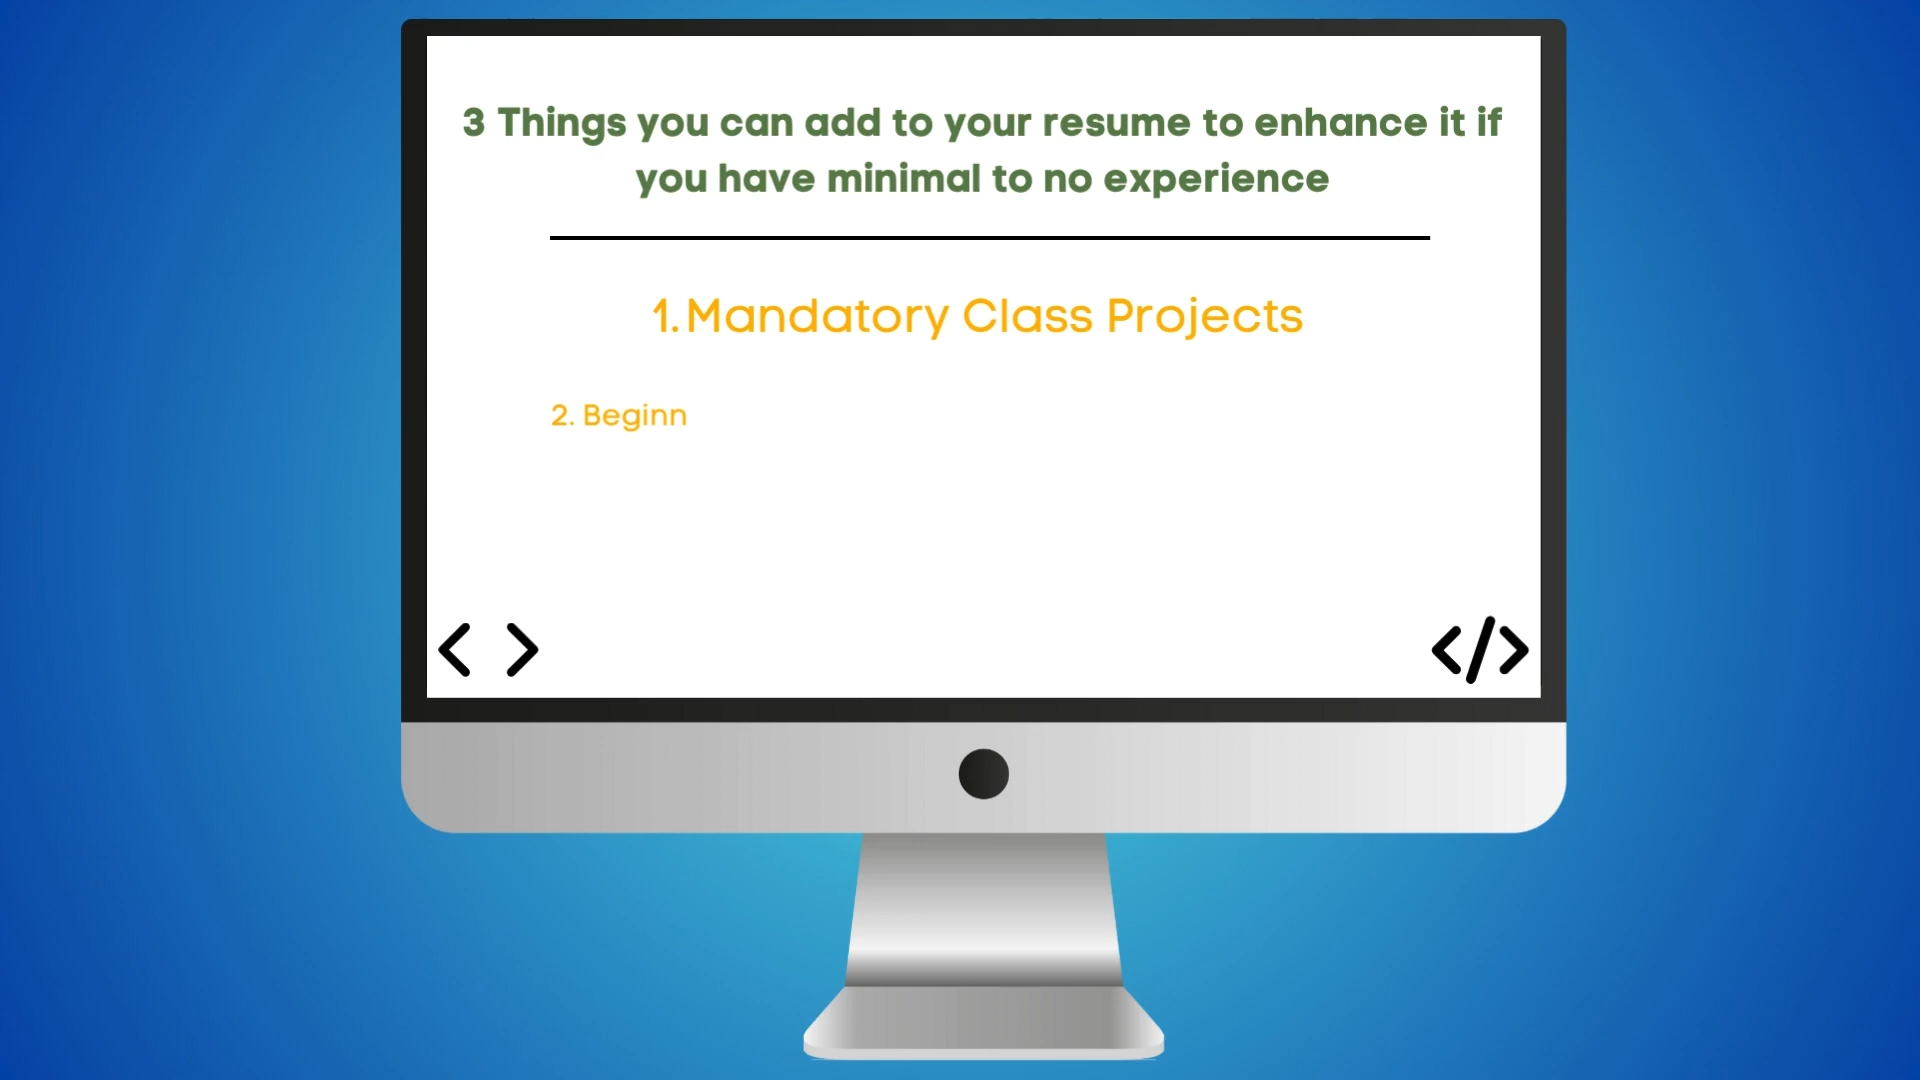 3 Things you can add to your resume to enhance it if
you have minimal to no experience
1. Mandatory Class Projects
2. Beginn
< >
</>